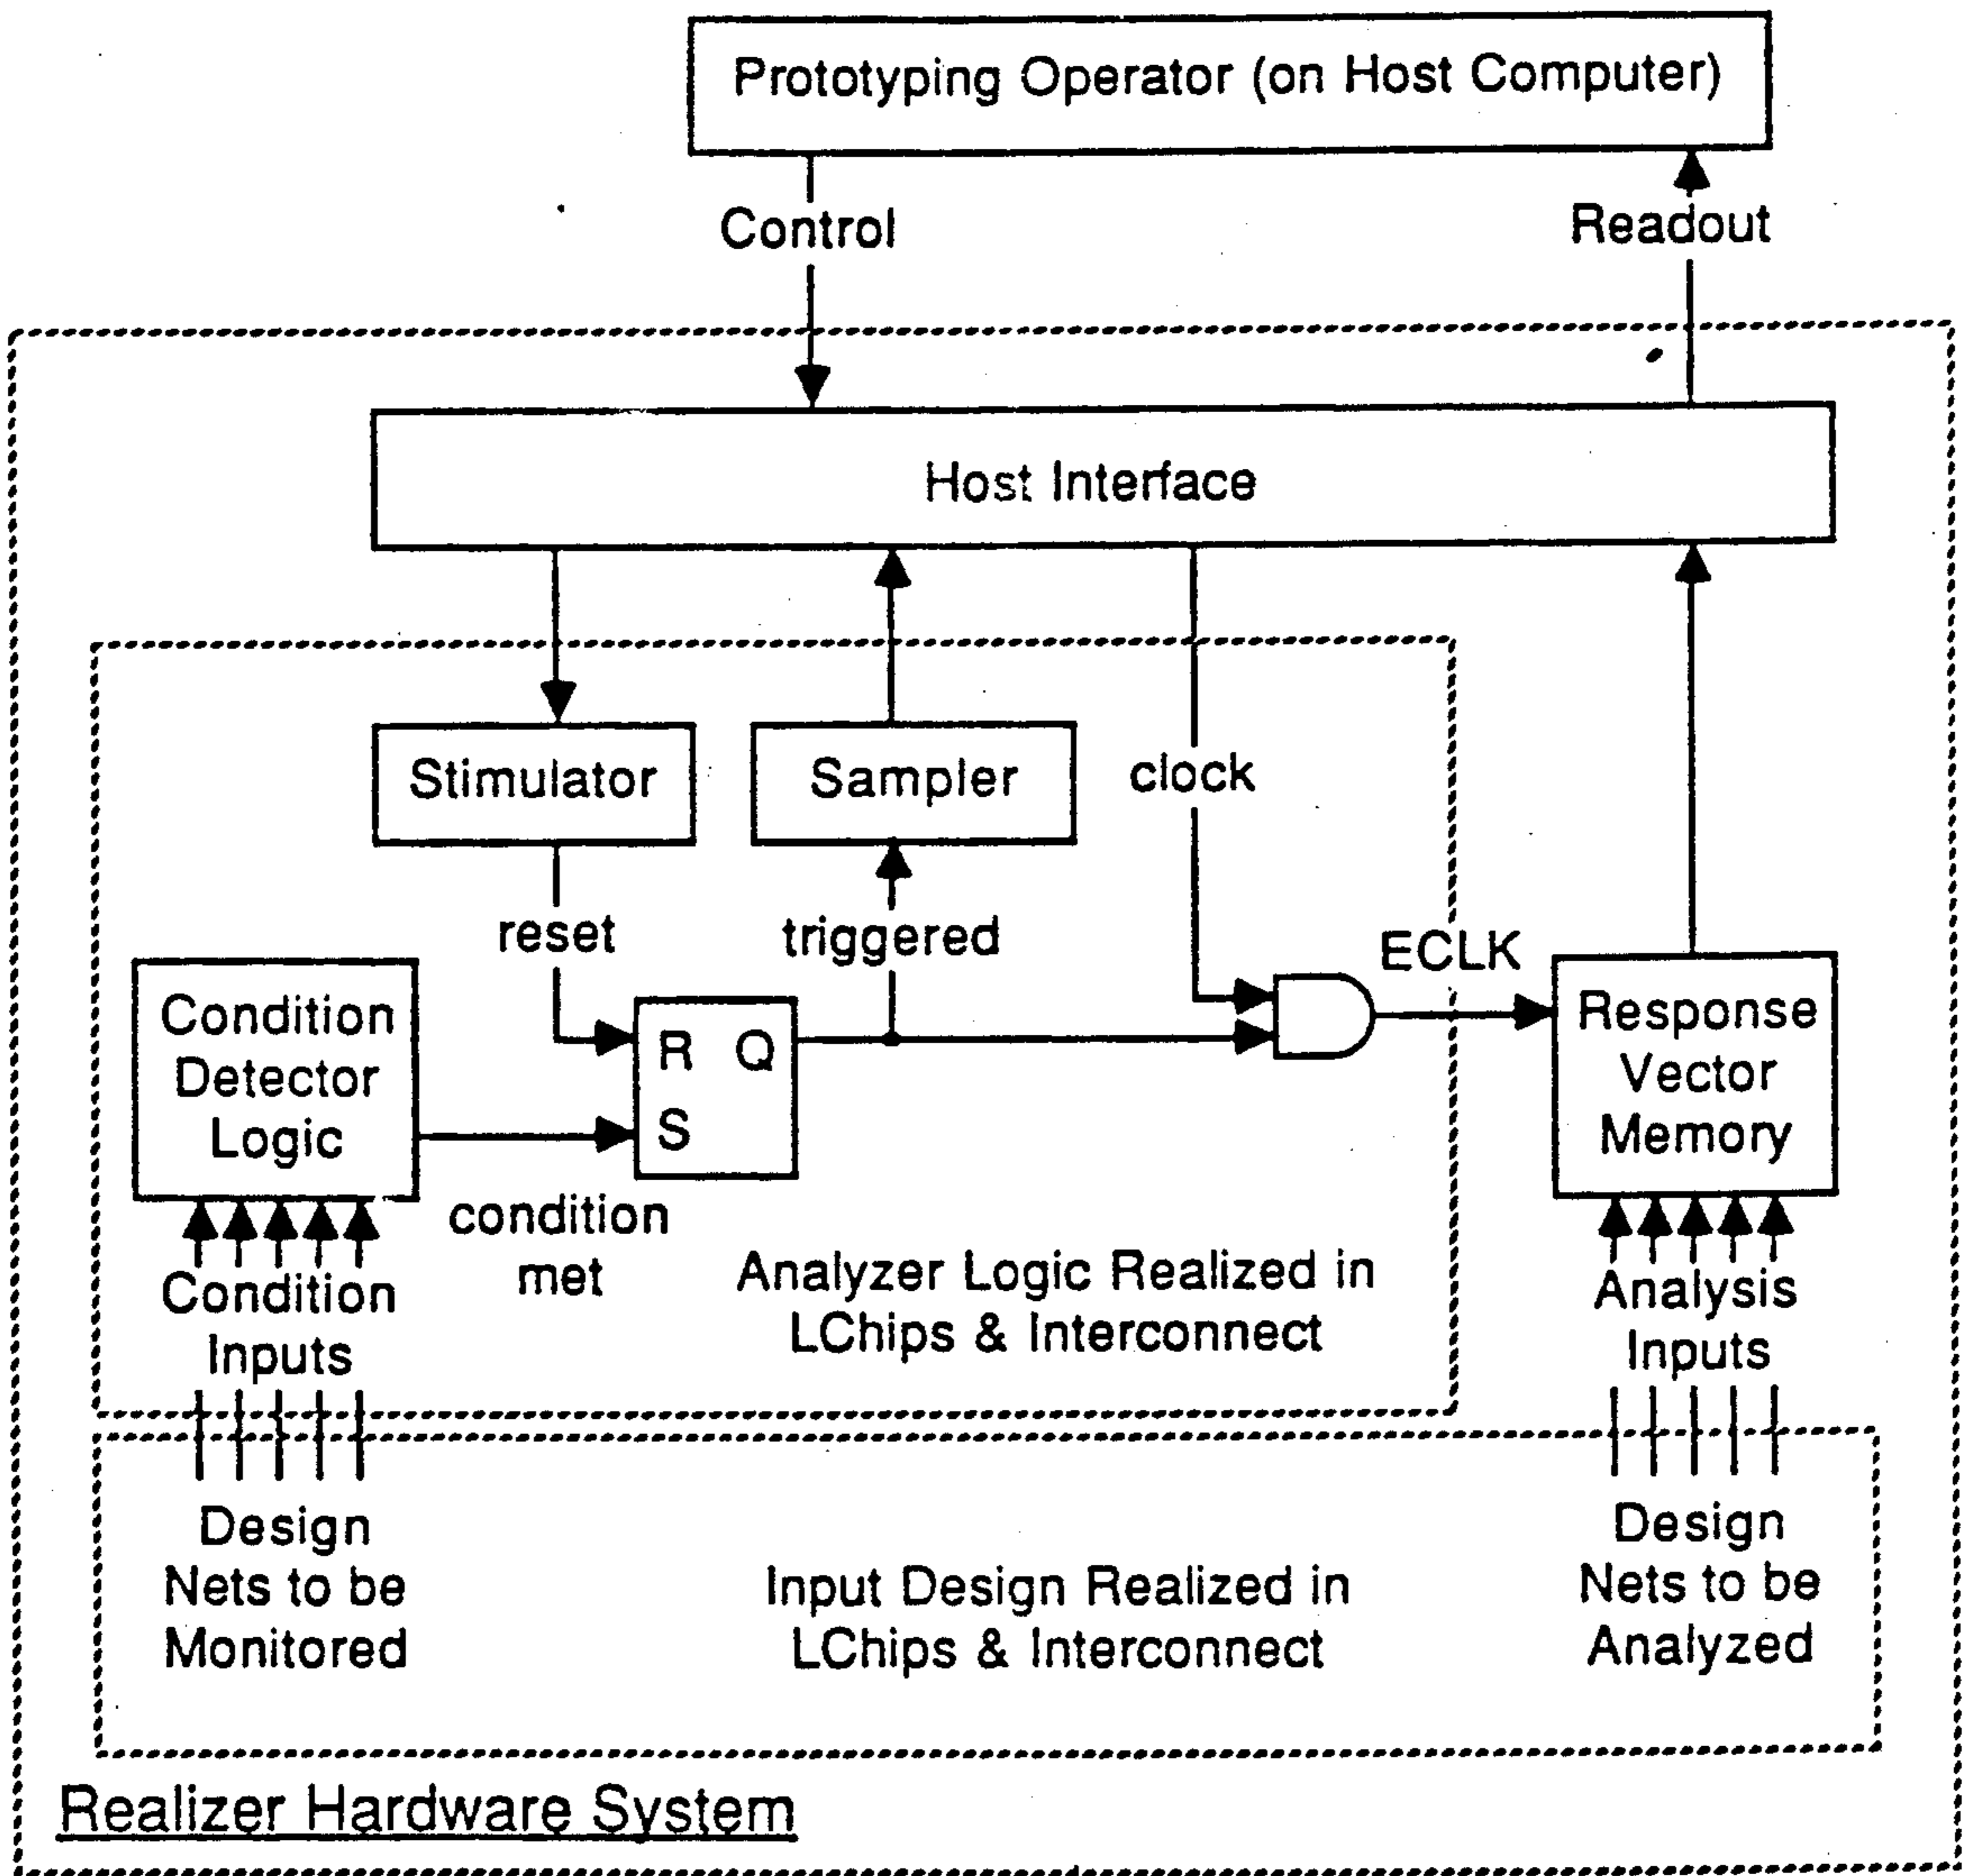 Prototyping Operator (on Host Computer)
Control
Readout
Host Interface
Stimulator
Sampler
clock
reset
triggered
ECLK
Condition
Detector
Logic
R Q
S
Response
Vector
Memory
condition
met
Condition
Inputs
Analyzer Logic Realized in
LChips & Interconnect
Analysis
Inputs
Design
Nets to be
Monitored
Input Design Realized in
LChips & Interconnect
Design
Nets to be
Analyzed
Realizer Hardware System